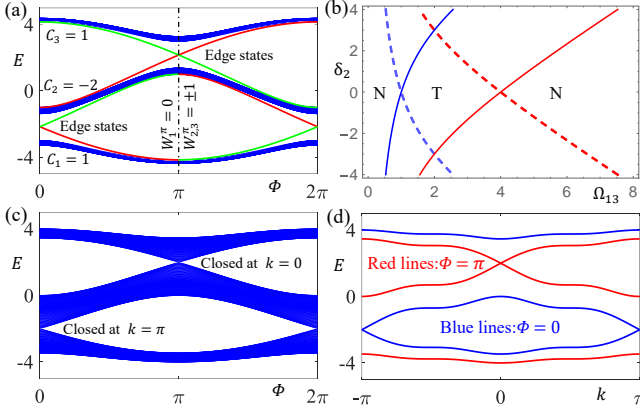 (a)
4
C₃ = 1
Edge states
E
C₂ = −2
0
W₁^π = 0
W₂,₃^π = ±1
Edge states
C₁ = 1
-4
0
π
Φ
2π
(b)
4
δ₂
2
N
T
N
0
-2
-4
0
2
4
6
8
Ω₁₃
(c)
4
E
Closed at k = 0
0
Closed at k = π
-4
0
π
Φ
2π
(d)
4
E
Red lines:Φ = π
0
Blue lines:Φ = 0
-4
-π
0
k
π